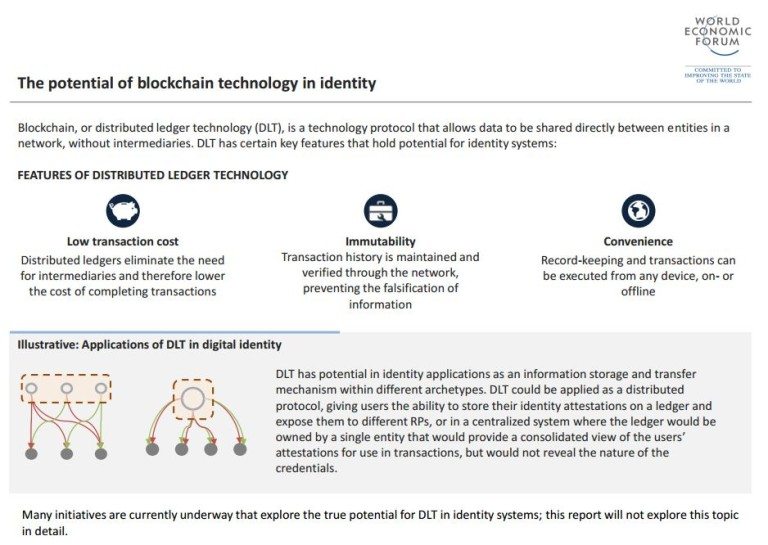 WORLD
ECONOMIC
FORUM
COMMITTED TO
IMPROVING THE STATE
OF THE WORLD
The potential of blockchain technology in identity
Blockchain, or distributed ledger technology (DLT), is a technology protocol that allows data to be shared directly between entities in a
network, without intermediaries. DLT has certain key features that hold potential for identity systems:
FEATURES OF DISTRIBUTED LEDGER TECHNOLOGY
Low transaction cost
Distributed ledgers eliminate the need
for intermediaries and therefore lower
the cost of completing transactions
Immutability
Transaction history is maintained and
verified through the network,
preventing the falsification of
information
Convenience
Record-keeping and transactions can
be executed from any device, on- or
offline
Illustrative: Applications of DLT in digital identity
DLT has potential in identity applications as an information storage and transfer
mechanism within different archetypes. DLT could be applied as a distributed
protocol, giving users the ability to store their identity attestations on a ledger and
expose them to different RPs, or in a centralized system where the ledger would be
owned by a single entity that would provide a consolidated view of the users’
attestations for use in transactions, but would not reveal the nature of the
credentials.
Many initiatives are currently underway that explore the true potential for DLT in identity systems; this report will not explore this topic
in detail.